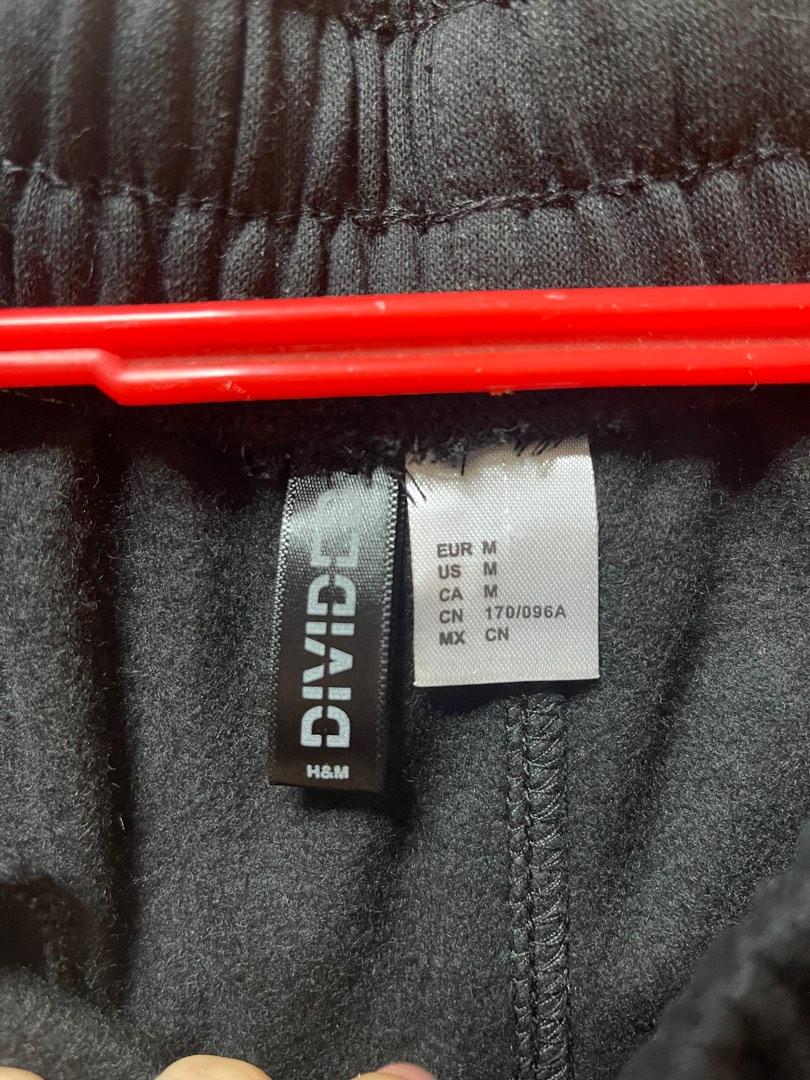 DIVIDED
H&M
EUR M
US M
CA M
CN 170/096A
MX CN